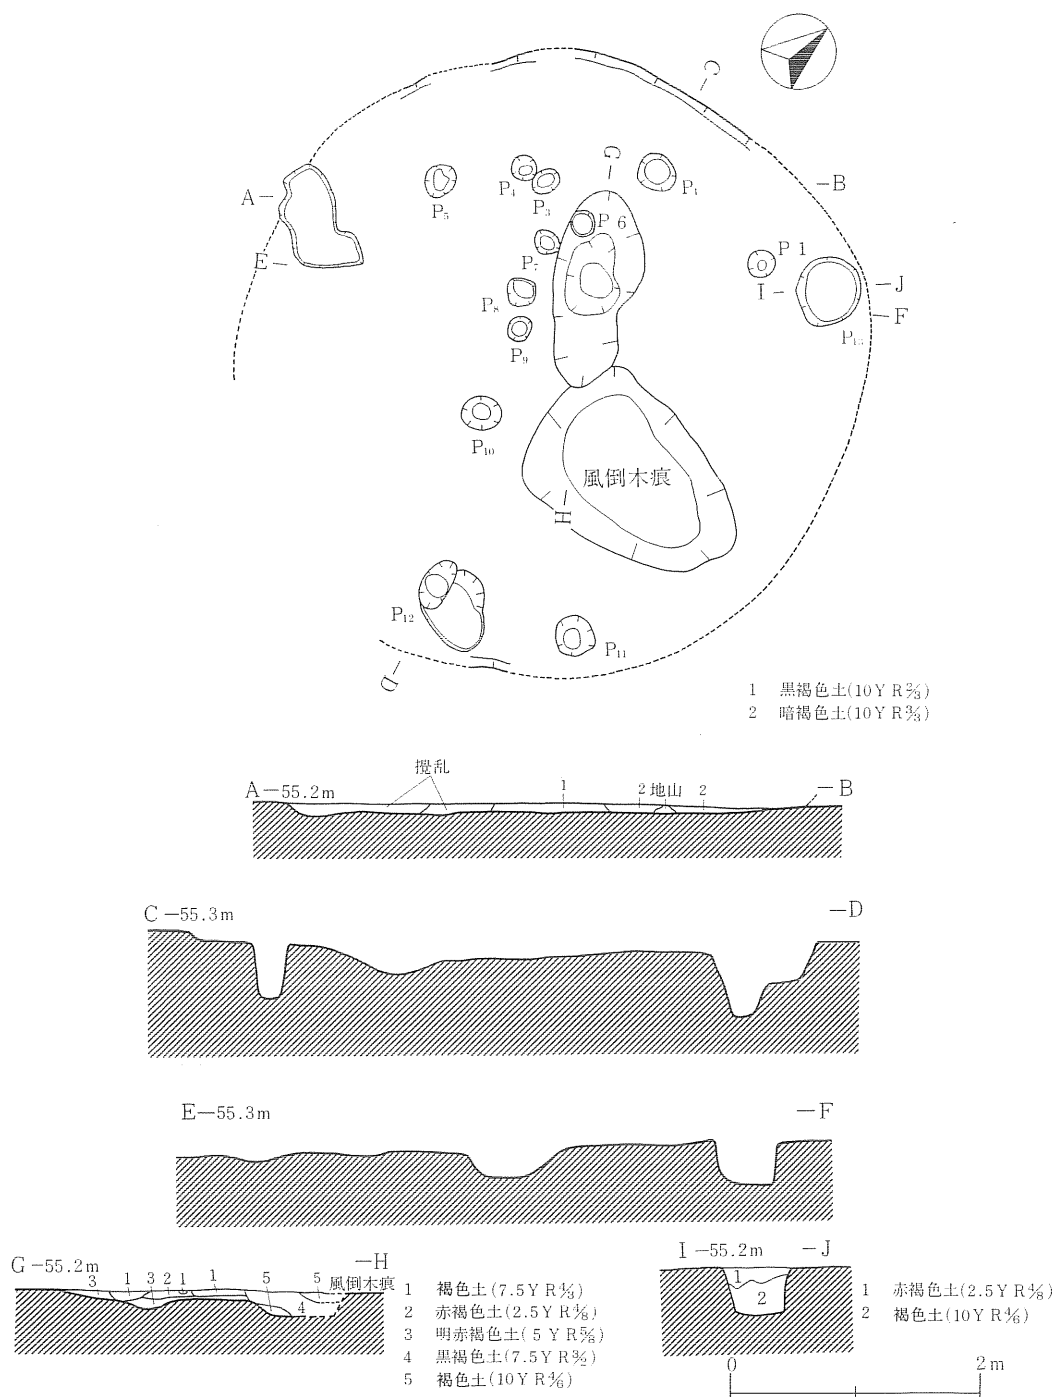 C
G
B
A
P₄
P₃
P₅
P₁
P 6
P 1
E
P₇
I
J
F
P₈
P₁₃
P₉
P₁₀
風倒木痕
H
P₁₂
P₁₁
D
1 黒褐色土(10YR2/3)
2 暗褐色土(10YR3/3)
攪乱
A—55.2m 1 2 地山 2 —B
C—55.3m —D
E—55.3m —F
G—55.2m —H
3 1 3 2 1 1 5 5 風倒木痕
4
1 褐色土(7.5YR4/3)
2 赤褐色土(2.5YR4/8)
3 明赤褐色土(5YR5/8)
4 黒褐色土(7.5YR3/2)
5 褐色土(10YR4/6)
I—55.2m —J
1
2
1 赤褐色土(2.5YR4/8)
2 褐色土(10YR4/6)
0 2m